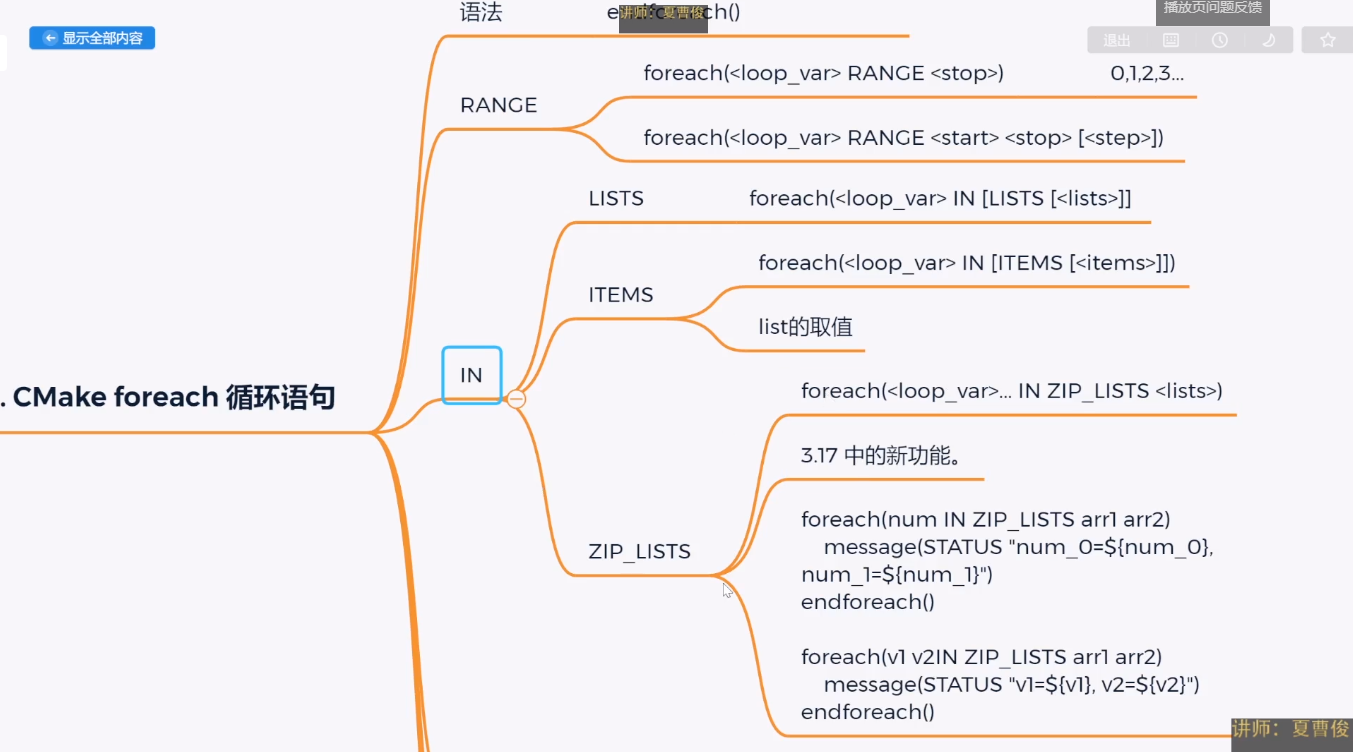 语法
讲师：夏曹俊
ch()
播放页问题反馈
显示全部内容
退出
foreach(<loop_var> RANGE <stop>) 0,1,2,3...
RANGE
foreach(<loop_var> RANGE <start> <stop> [<step>])
LISTS foreach(<loop_var> IN [LISTS [<lists>]]
foreach(<loop_var> IN [ITEMS [<items>]])
ITEMS
list的取值
IN
. CMake foreach 循环语句
foreach(<loop_var>... IN ZIP_LISTS <lists>)
3.17 中的新功能。
ZIP_LISTS
foreach(num IN ZIP_LISTS arr1 arr2)
message(STATUS "num_0=${num_0},
num_1=${num_1}")
endforeach()
foreach(v1 v2IN ZIP_LISTS arr1 arr2)
message(STATUS "v1=${v1}, v2=${v2}")
endforeach()
讲师：夏曹俊